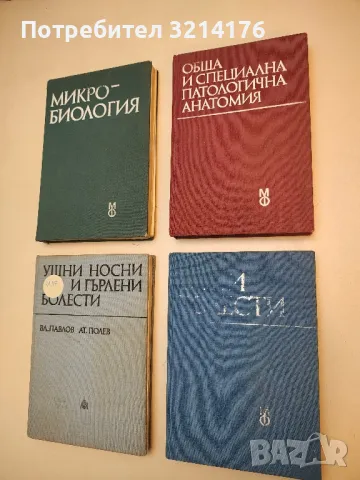 Потребител: 3214176
МИКРО-
БИОЛОГИЯ
МФ
ОБЩА
И СПЕЦИАЛНА
ПАТОЛОГИЧНА
АНАТОМИЯ
МФ
УШНИ НОСНИ
И ГЪРЛЕНИ
БОЛЕСТИ
ВЛ. ПАВЛОВ АТ. ПОЛЕВ
1
МФ
BAZAR